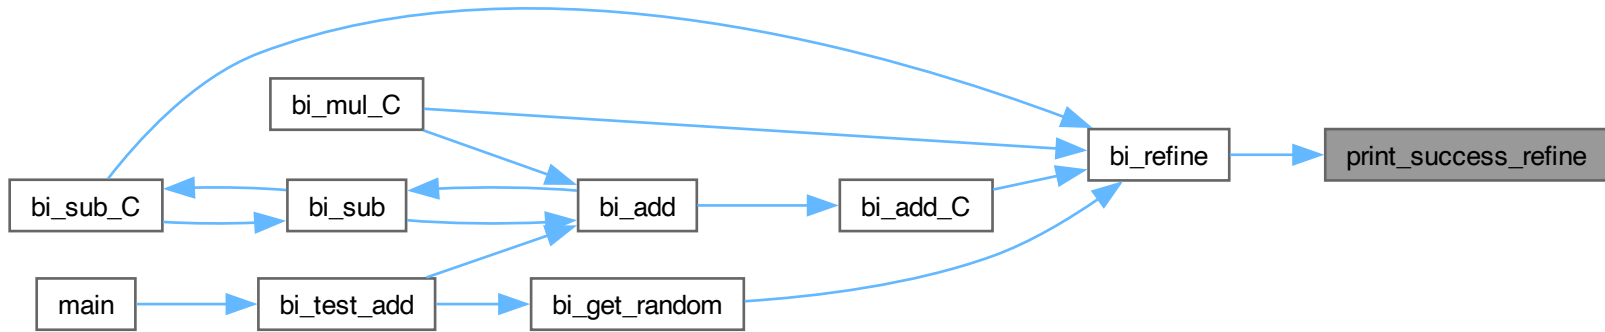 bi_mul_C
bi_refine
print_success_refine
bi_sub_C
bi_sub
bi_add
bi_add_C
main
bi_test_add
bi_get_random